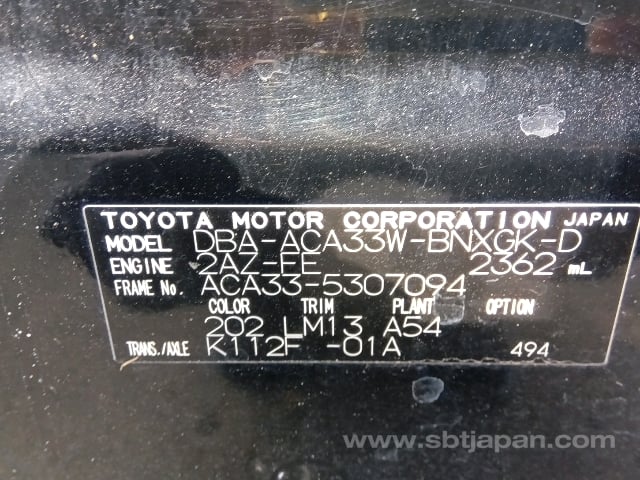 TOYOTA MOTOR CORPORATION JAPAN
MODEL DBA-ACA33W-BNXGK-D
ENGINE 2AZ-EE 2362 mL
FRAME No. ACA33-5307094
COLOR TRIM PLANT OPTION
202 LM13 A54
TRANS./AXLE K112F -01A 494
www.sbtjapan.com